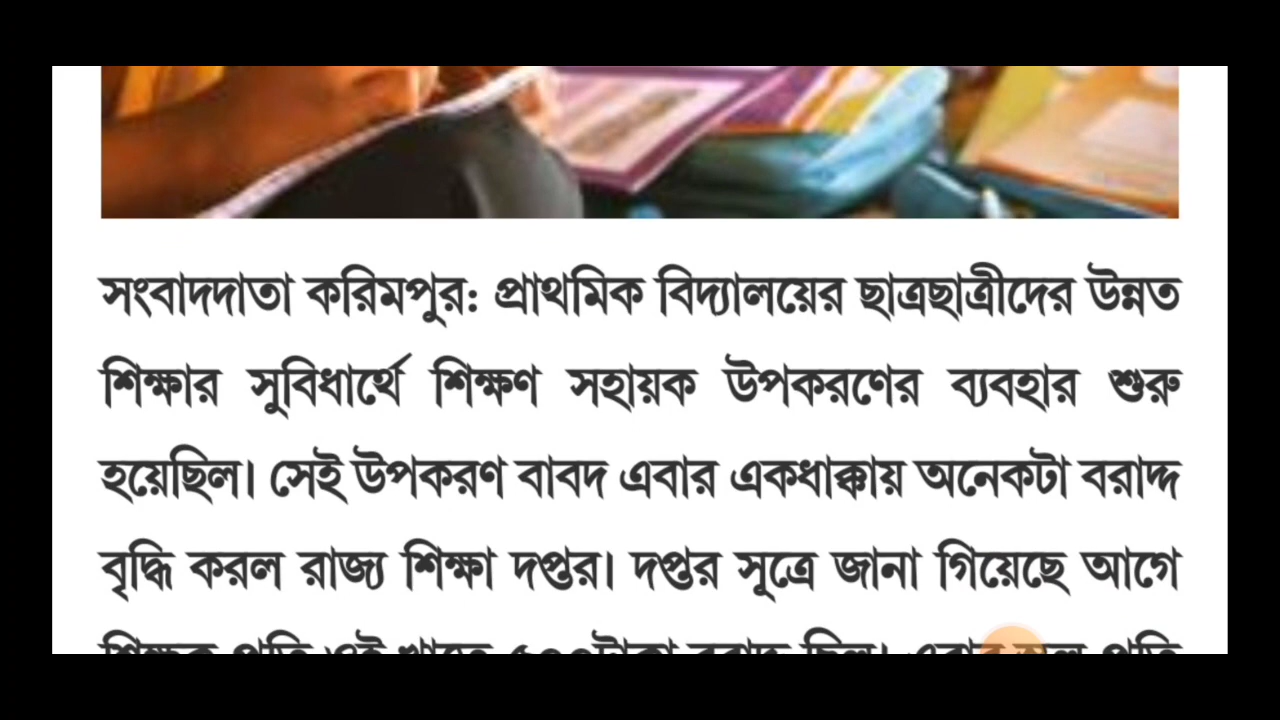 সংবাদদাতা করিমপুর: প্রাথমিক বিদ্যালয়ের ছাত্রছাত্রীদের উন্নত
শিক্ষার সুবিধার্থে শিক্ষণ সহায়ক উপকরণের ব্যবহার শুরু
হয়েছিল। সেই উপকরণ বাবদ এবার একধাক্কায় অনেকটা বরাদ্দ
বৃদ্ধি করল রাজ্য শিক্ষা দপ্তর। দপ্তর সূত্রে জানা গিয়েছে আগে